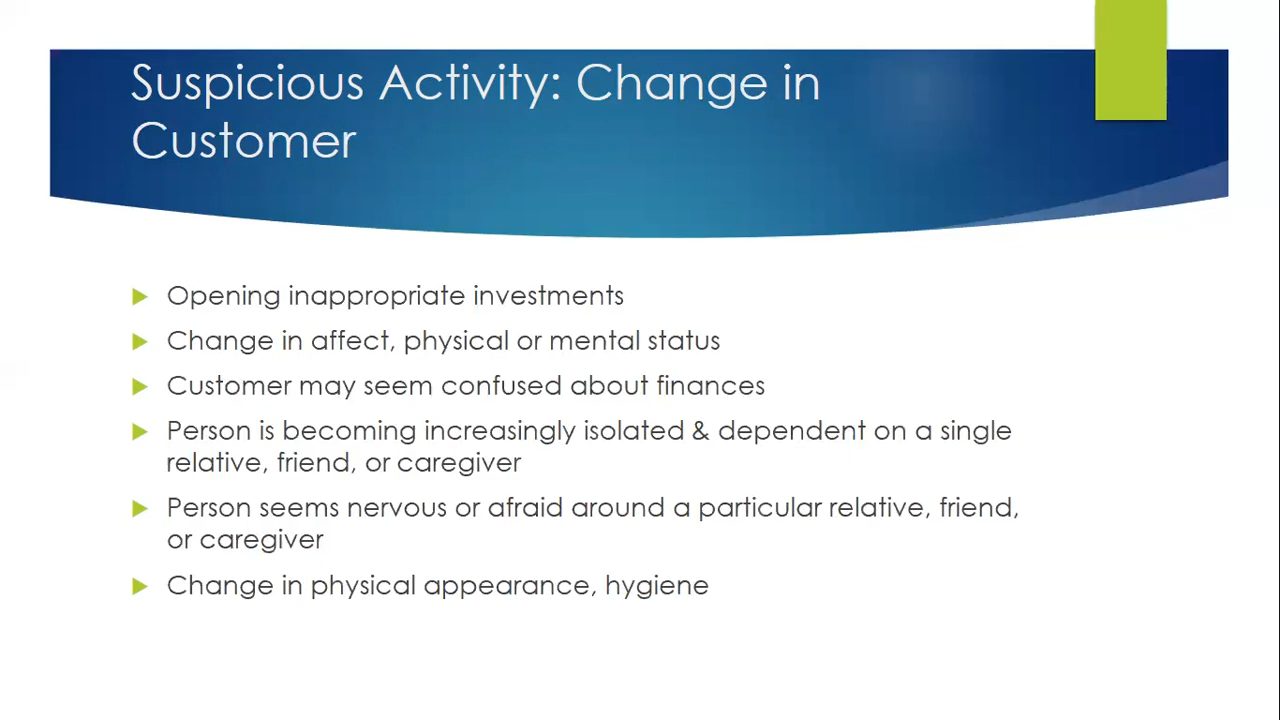 Suspicious Activity: Change in
Customer
Opening inappropriate investments
Change in affect, physical or mental status
Customer may seem confused about finances
Person is becoming increasingly isolated & dependent on a single
relative, friend, or caregiver
Person seems nervous or afraid around a particular relative, friend,
or caregiver
Change in physical appearance, hygiene